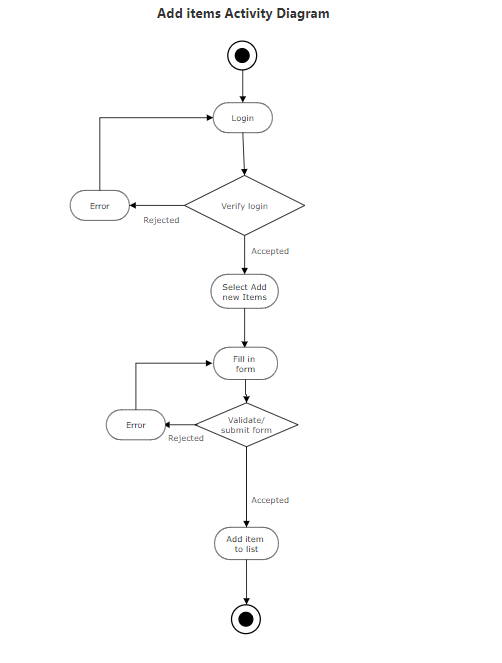 Add items Activity Diagram
Login
Verify login
Error
Rejected
Accepted
Select Add
new Items
Fill in
form
Validate/
submit form
Error
Rejected
Accepted
Add item
to list